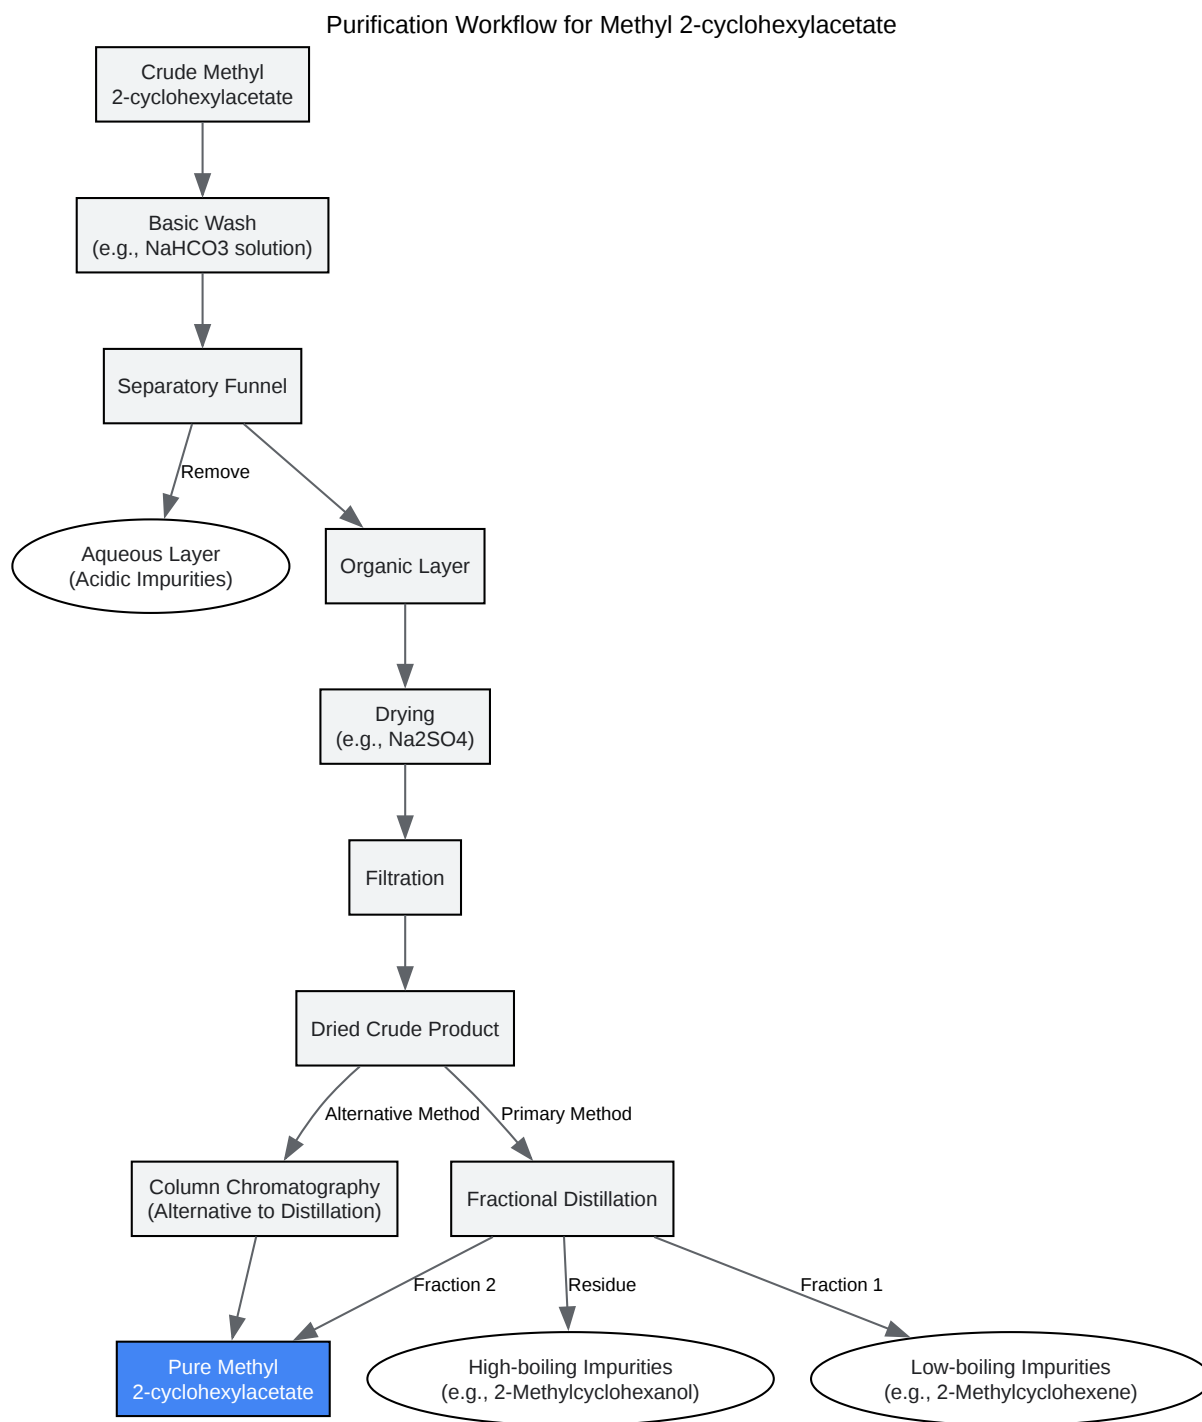 Purification Workflow for Methyl 2-cyclohexylacetate
Crude Methyl
2-cyclohexylacetate
Basic Wash
(e.g., NaHCO3 solution)
Separatory Funnel
Remove
Aqueous Layer
(Acidic Impurities)
Organic Layer
Drying
(e.g., Na2SO4)
Filtration
Dried Crude Product
Alternative Method
Primary Method
Column Chromatography
(Alternative to Distillation)
Fractional Distillation
Fraction 2
Residue
Fraction 1
Pure Methyl
2-cyclohexylacetate
High-boiling Impurities
(e.g., 2-Methylcyclohexanol)
Low-boiling Impurities
(e.g., 2-Methylcyclohexene)